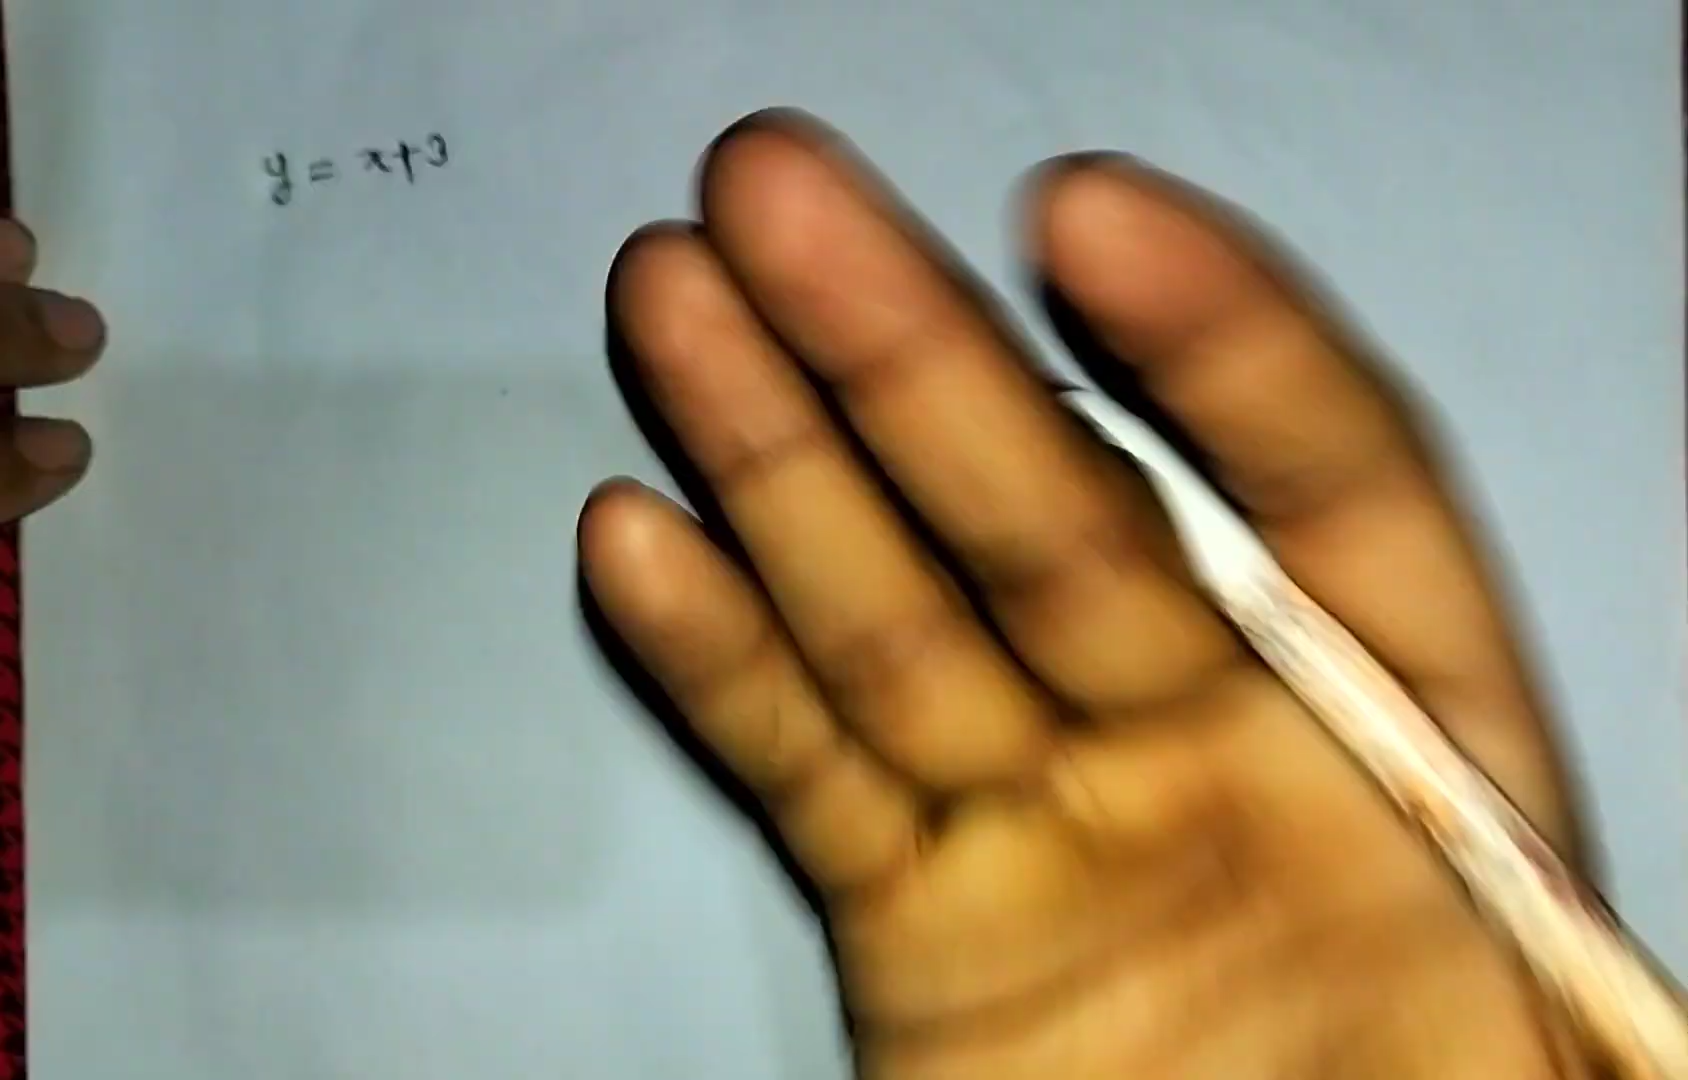 y = x+3